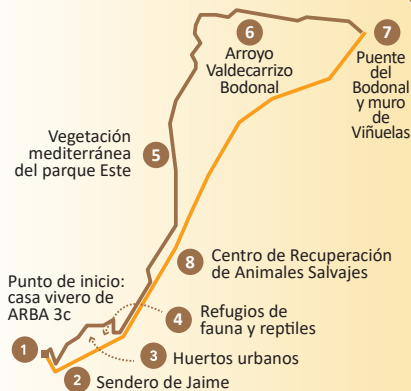 6
Arroyo
Valdecarrizo
Bodonal
7
Puente
del
Bodonal
y muro
de
Viñuelas
Vegetación
mediterránea
del parque Este
5
8
Centro de Recuperación
de Animales Salvajes
Punto de inicio:
casa vivero de
ARBA 3c
1
4
Refugios de
fauna y reptiles
3
Huertos urbanos
2
Sendero de Jaime